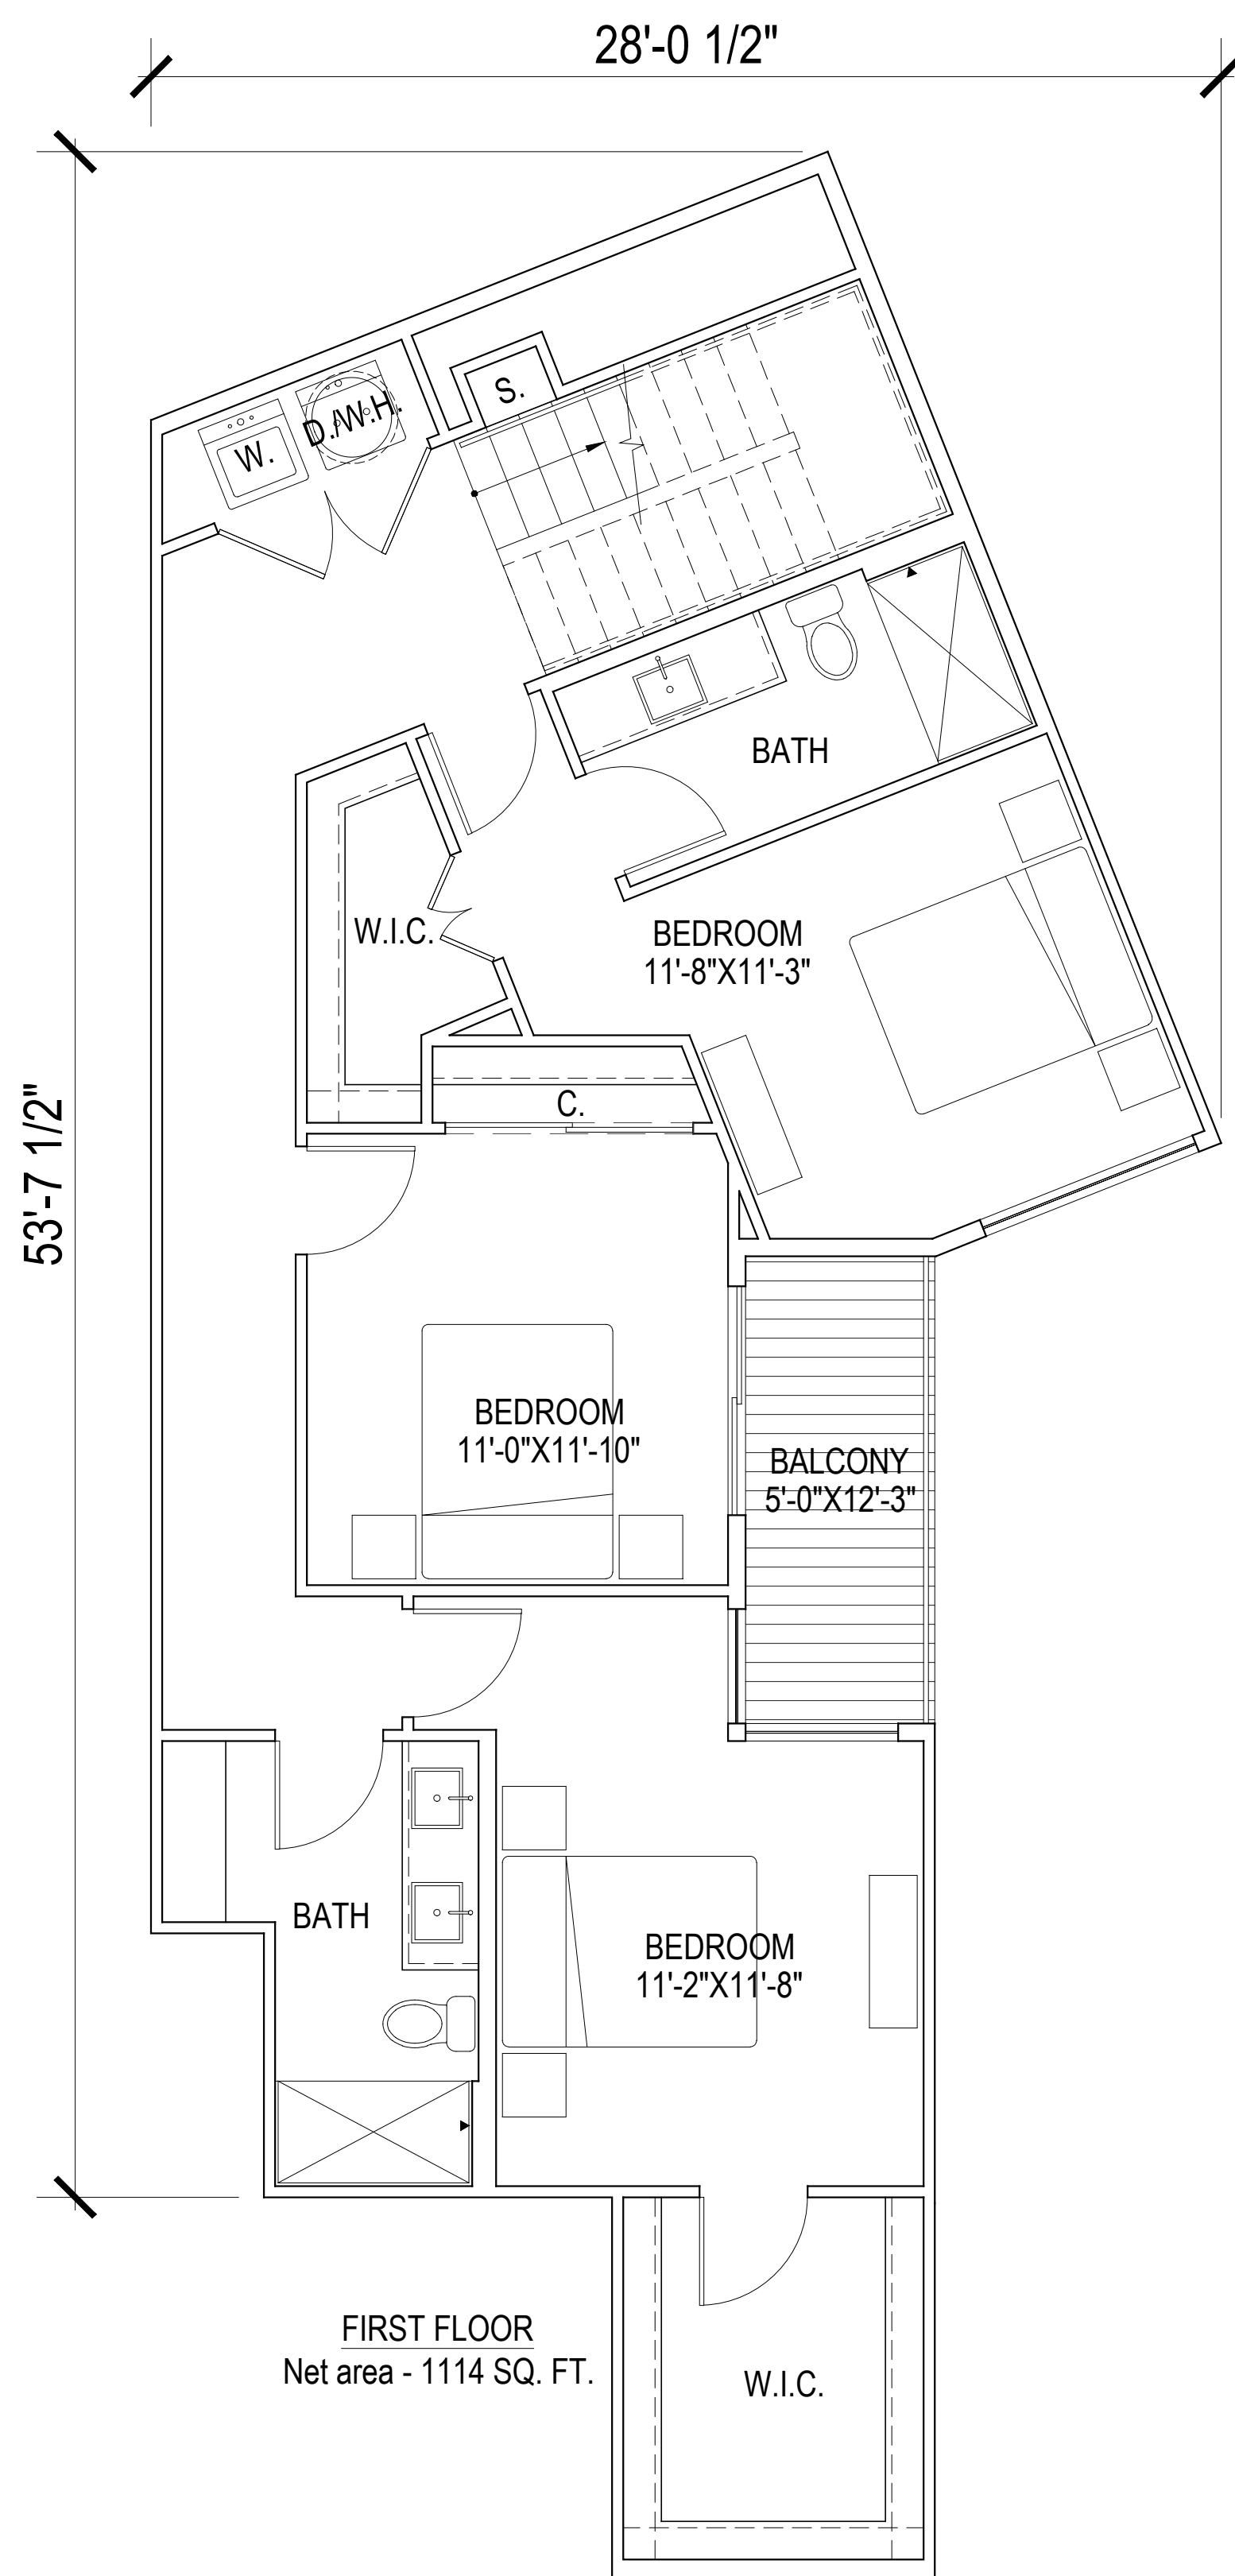 28'-0 1/2"
53'-7 1/2"
S.
D./W.H.
W.
BATH
W.I.C.
BEDROOM
11'-8"X11'-3"
C.
BEDROOM
11'-0"X11'-10"
BALCONY
5'-0"X12'-3"
BATH
BEDROOM
11'-2"X11'-8"
FIRST FLOOR
Net area - 1114 SQ. FT.
W.I.C.